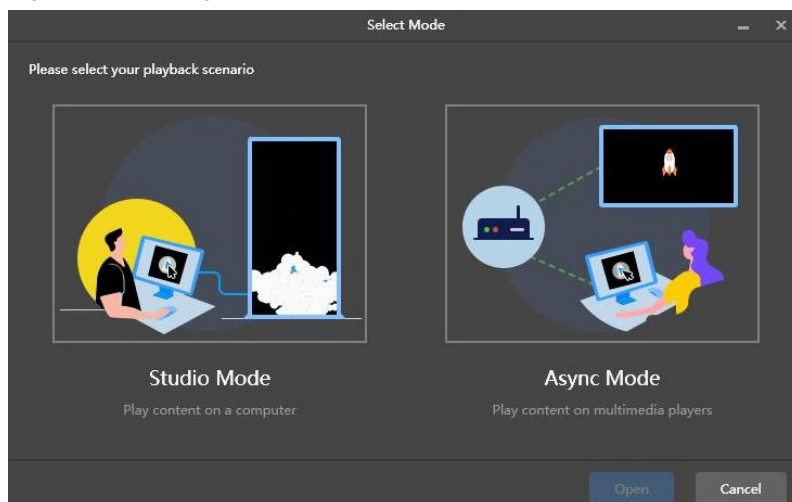 Select Mode
Please select your playback scenario
Studio Mode
Async Mode
Play content on a computer
Play content on multimedia players
Open
Cancel